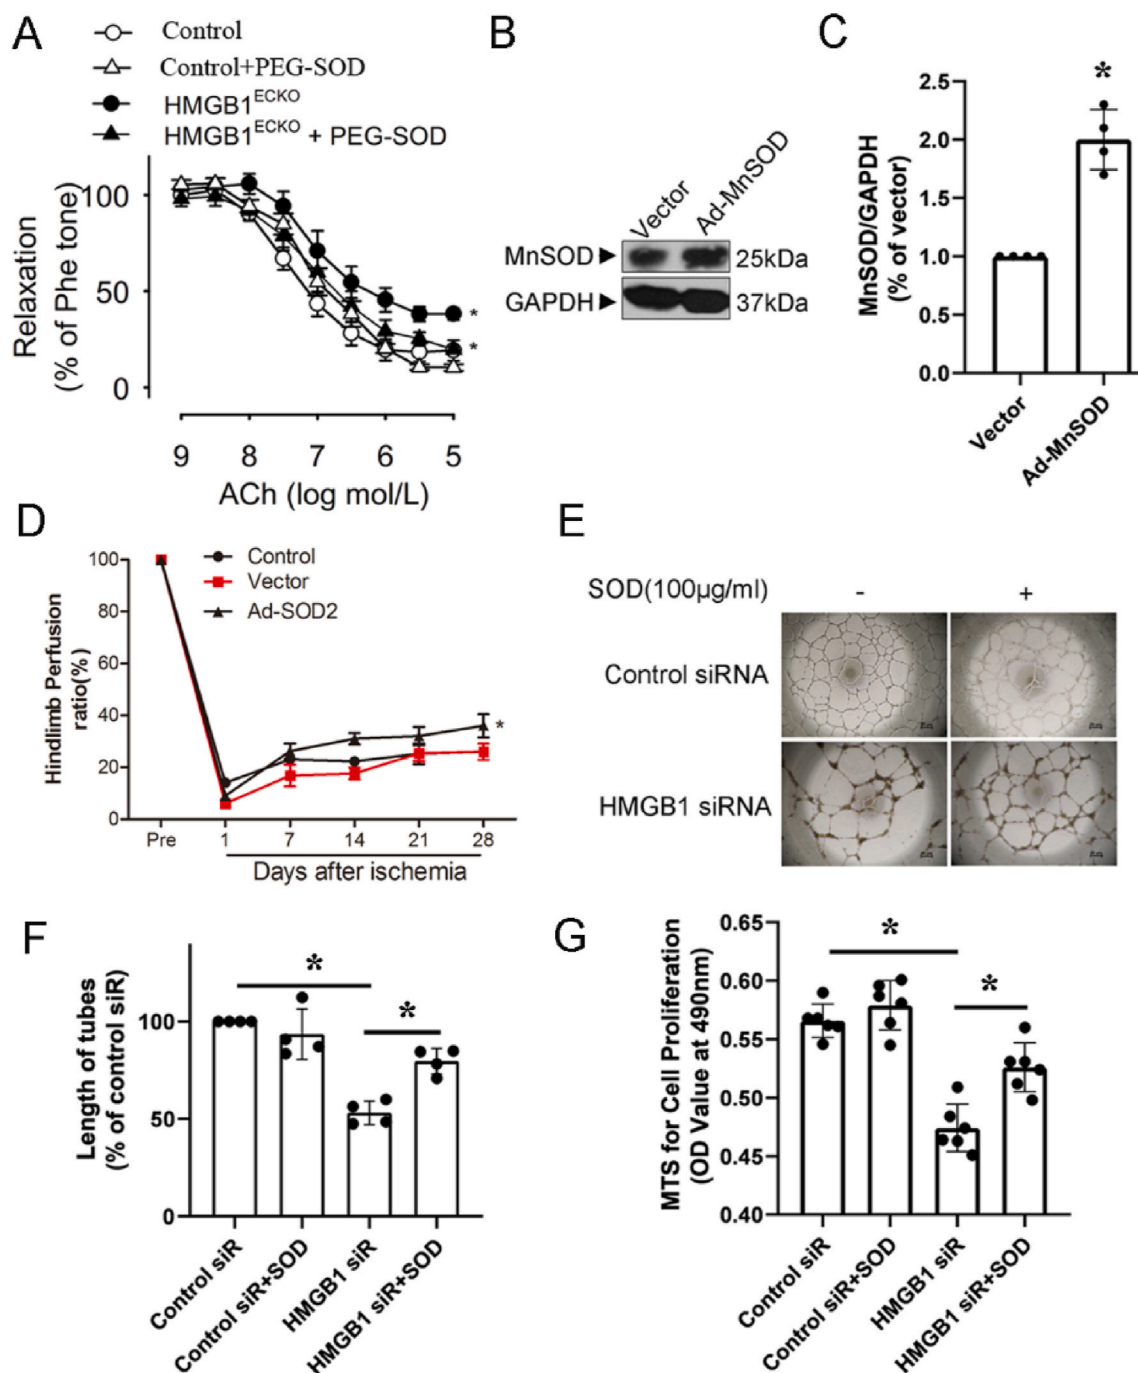 A
Control
Control+PEG-SOD
HMGB1ECKO
HMGB1ECKO + PEG-SOD
Relaxation
(% of Phe tone)
100
50
0
*
*
9 8 7 6 5
ACh (log mol/L)
B
Vector
Ad-MnSOD
MnSOD 25kDa
GAPDH 37kDa
C
*
MnSOD/GAPDH
(% of vector)
2.5
2.0
1.5
1.0
0.5
0.0
Vector
Ad-MnSOD
D
Control
Vector
Ad-SOD2
Hindlimb Perfusion
ratio(%)
100
80
60
40
20
0
*
Pre 1 7 14 21 28
Days after ischemia
E
SOD(100μg/ml) - +
Control siRNA
HMGB1 siRNA
F
Length of tubes
(% of control siR)
100
50
0
*
*
Control siR
Control siR+SOD
HMGB1 siR
HMGB1 siR+SOD
G
MTS for Cell Proliferation
(OD Value at 490nm)
0.65
0.60
0.55
0.50
0.45
0.40
*
*
Control siR
Control siR+SOD
HMGB1 siR
HMGB1 siR+SOD